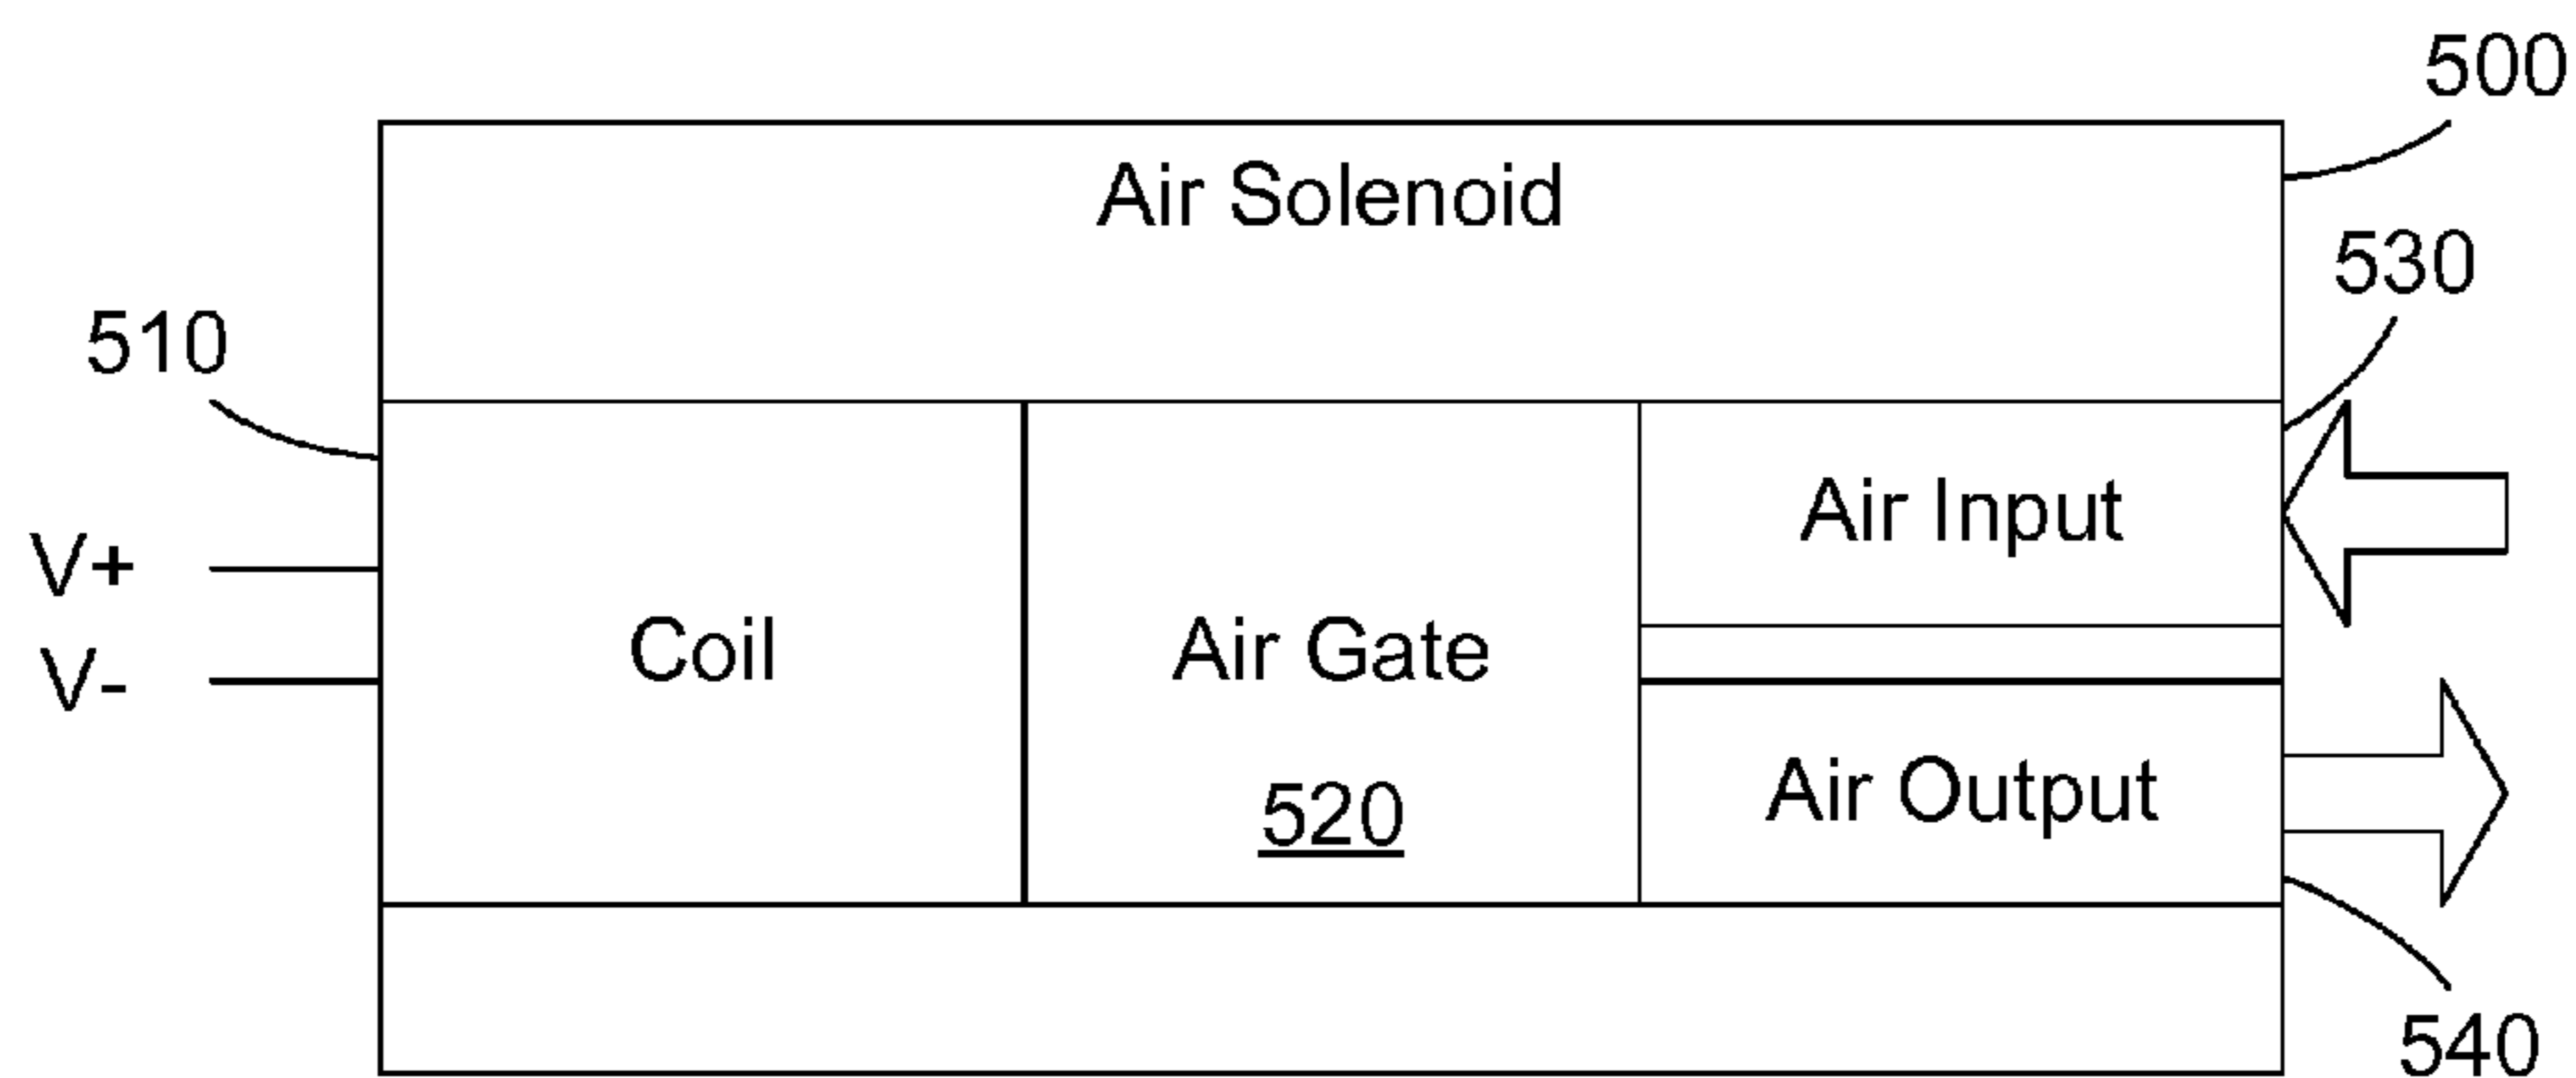 500
Air Solenoid
530
510
Air Input
V+
Coil
Air Gate
V-
520
Air Output
540